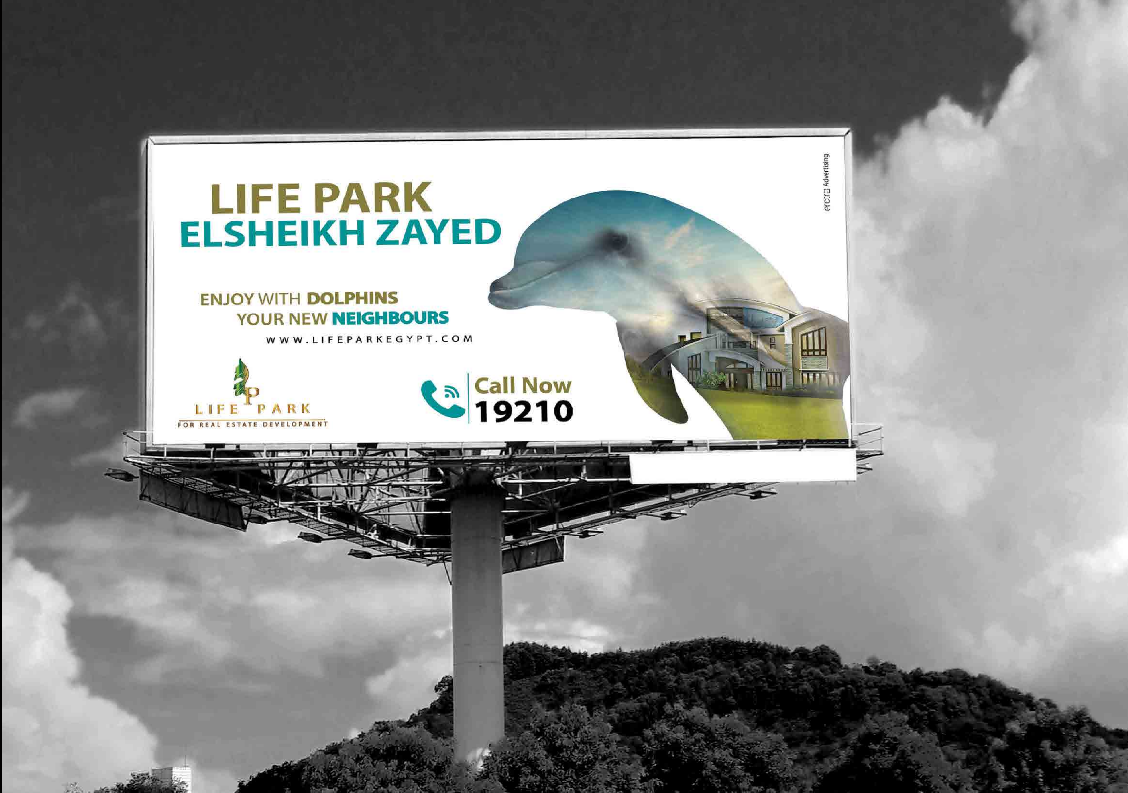 LIFE PARK
ELSHEIKH ZAYED
ENJOY WITH DOLPHINS
YOUR NEW NEIGHBOURS
WWW.LIFEPARKEGYPT.COM
LIFE PARK
FOR REAL ESTATE DEVELOPMENT
Call Now
19210
Advertising